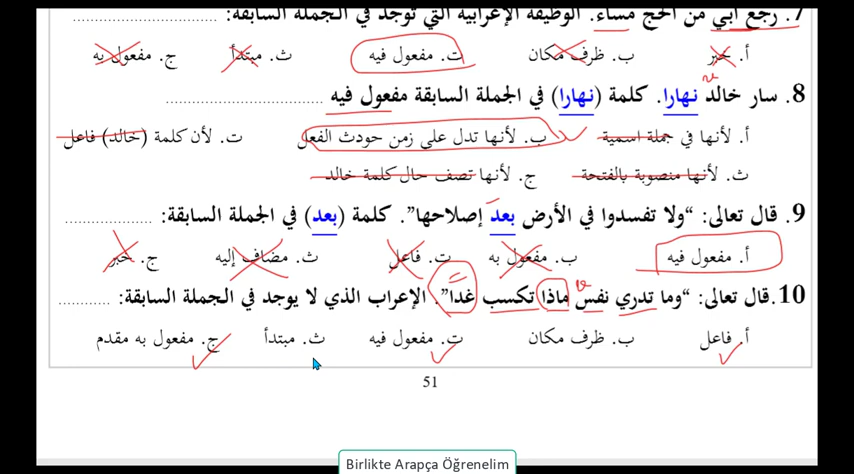 7. رجع أبي من الحج مساء. الوظيفة الإعرابية التي توجد في الجملة السابقة: ..............................
أ. خبر ب. ظرف مكان ت. مفعول فيه ث. مبتدأ ج. مفعول به
8. سار خالد نهارا. كلمة (نهارا) في الجملة السابقة مفعول فيه ..............................
أ. لأنها في جملة اسمية ب. لأنها تدل على زمن حودث الفعل ت. لأن كلمة (خالد) فاعل
ث. لأنها منصوبة بالفتحة ج. لأنها تصف حال كلمة خالد
9. قال تعالى: “ولا تفسدوا في الأرض بعد إصلاحها”. كلمة (بعد) في الجملة السابقة: ....................
أ. مفعول فيه ب. مفعول به ت. فاعل ث. مضاف إليه ج. خبر
10. قال تعالى: “وما تدري نفس ماذا تكسب غدا”. الإعراب الذي لا يوجد في الجملة السابقة: ............
أ. فاعل ب. ظرف مكان ت. مفعول فيه ث. مبتدأ ج. مفعول به مقدم
51
Birlikte Arapça Öğrenelim